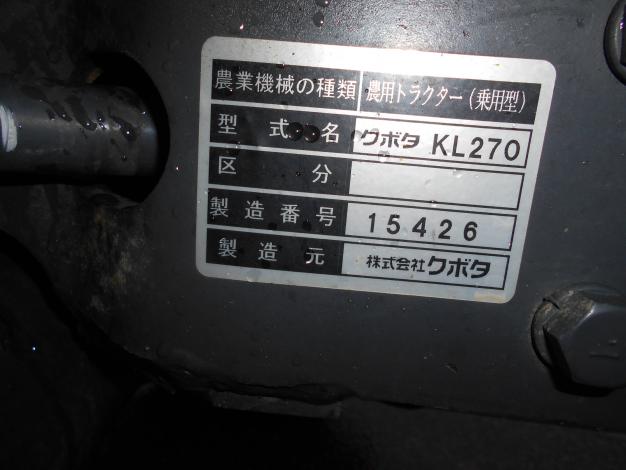 農業機械の種類 農用トラクター(乗用型)
型式名 クボタ KL270
区分
製造番号 15426
製造元 株式会社クボタ